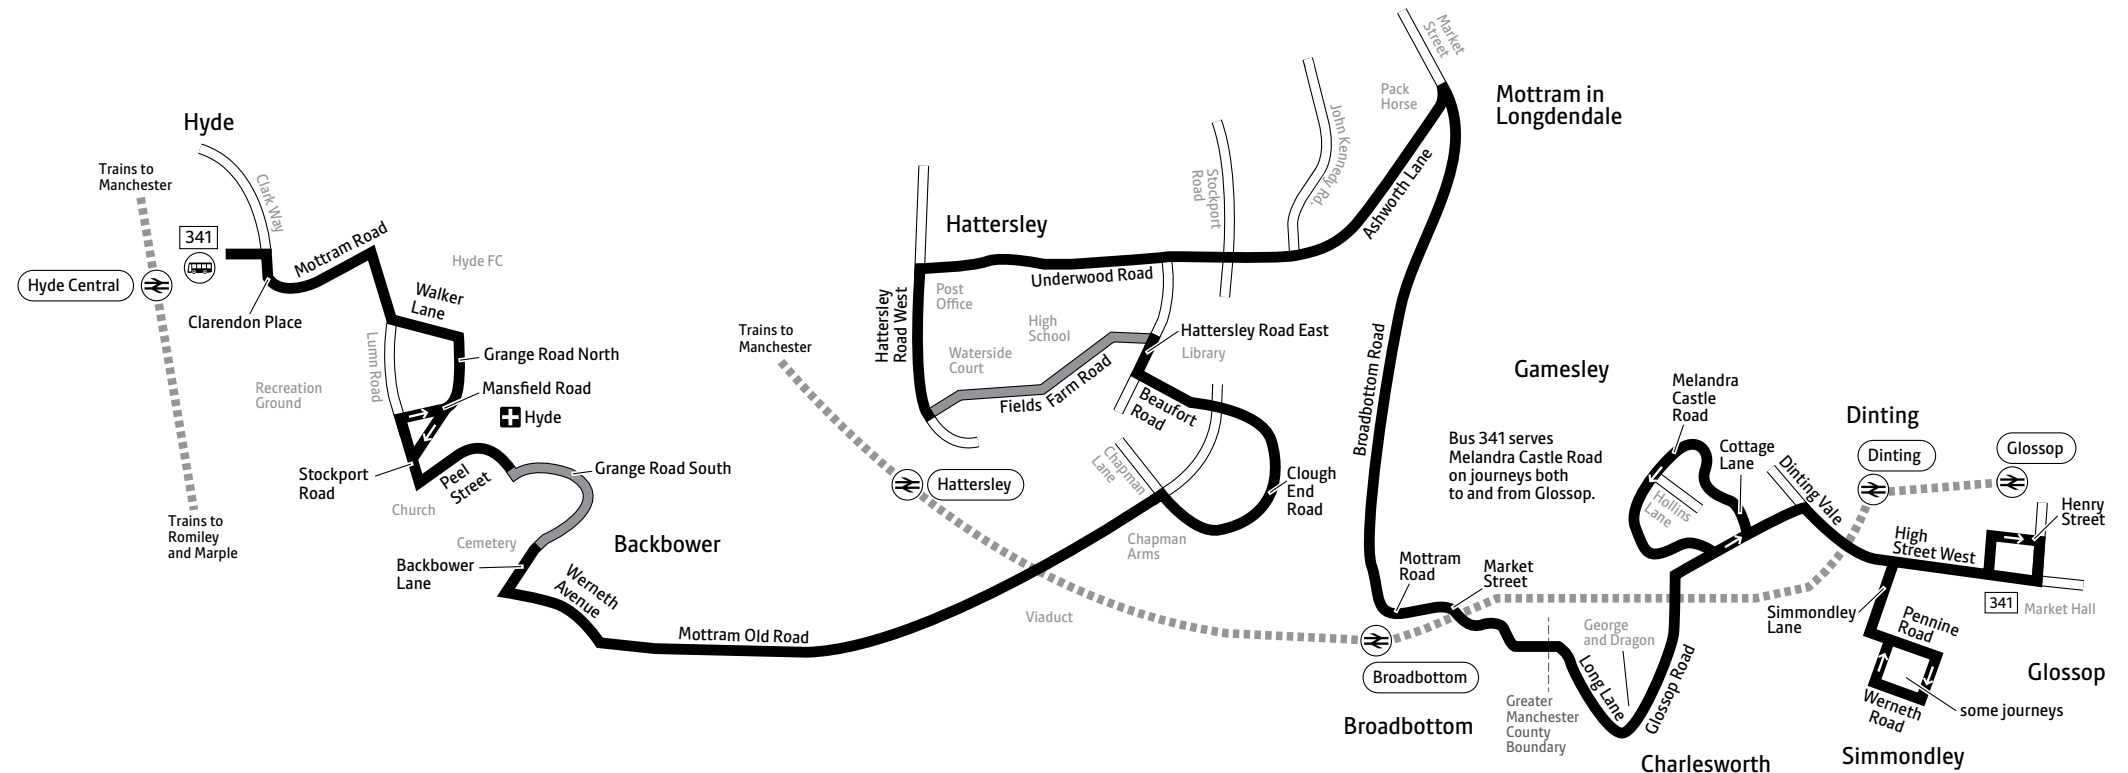 Hyde
Trains to
Manchester
341
Hyde Central
Clark Way
Mottram Road
Clarendon Place
Hyde FC
Walker
Lane
Lumn Road
Grange Road North
Mansfield Road
Recreation
Ground
Hyde
Stockport
Road
Peel
Street
Grange Road South
Church
Trains to
Romiley
and Marple
Cemetery
Backbower
Backbower
Lane
Werneth
Avenue
Mottram Old Road
Trains to
Manchester
Hattersley
Hattersley
Hattersley
Road West
Post
Office
Underwood Road
High
School
Waterside
Court
Fields Farm Road
Hattersley Road East
Library
Beaufort
Road
Chapman
Lane
Clough
End
Road
Chapman
Arms
Viaduct
Stockport
Road
John Kennedy Rd.
Pack
Horse
Market
Street
Ashworth Lane
Mottram in
Longdendale
Broadbottom Road
Mottram
Road
Market
Street
Broadbottom
Broadbottom
Greater
Manchester
County
Boundary
George
and Dragon
Long Lane
Glossop Road
Charlesworth
Gamesley
Bus 341 serves
Melandra Castle Road
on journeys both
to and from Glossop.
Melandra
Castle
Road
Cottage
Lane
Hollins
Lane
Dinting Vale
Dinting
Dinting
Glossop
High
Street West
Henry
Street
341
Market Hall
Simmondley
Lane
Pennine
Road
Werneth
Road
some journeys
Glossop
Simmondley